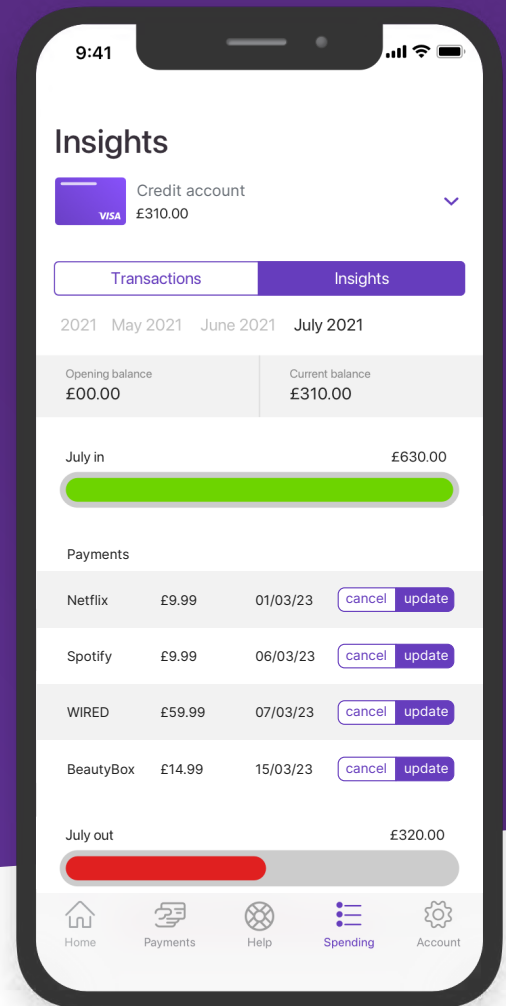 9:41
Insights
Credit account
VISA
£310.00
Transactions Insights
2021 May 2021 June 2021 July 2021
Opening balance Current balance
£00.00 £310.00
July in £630.00
Payments
Netflix £9.99 01/03/23 cancel update
Spotify £9.99 06/03/23 cancel update
WIRED £59.99 07/03/23 cancel update
BeautyBox £14.99 15/03/23 cancel update
July out £320.00
Home Payments Help Spending Account